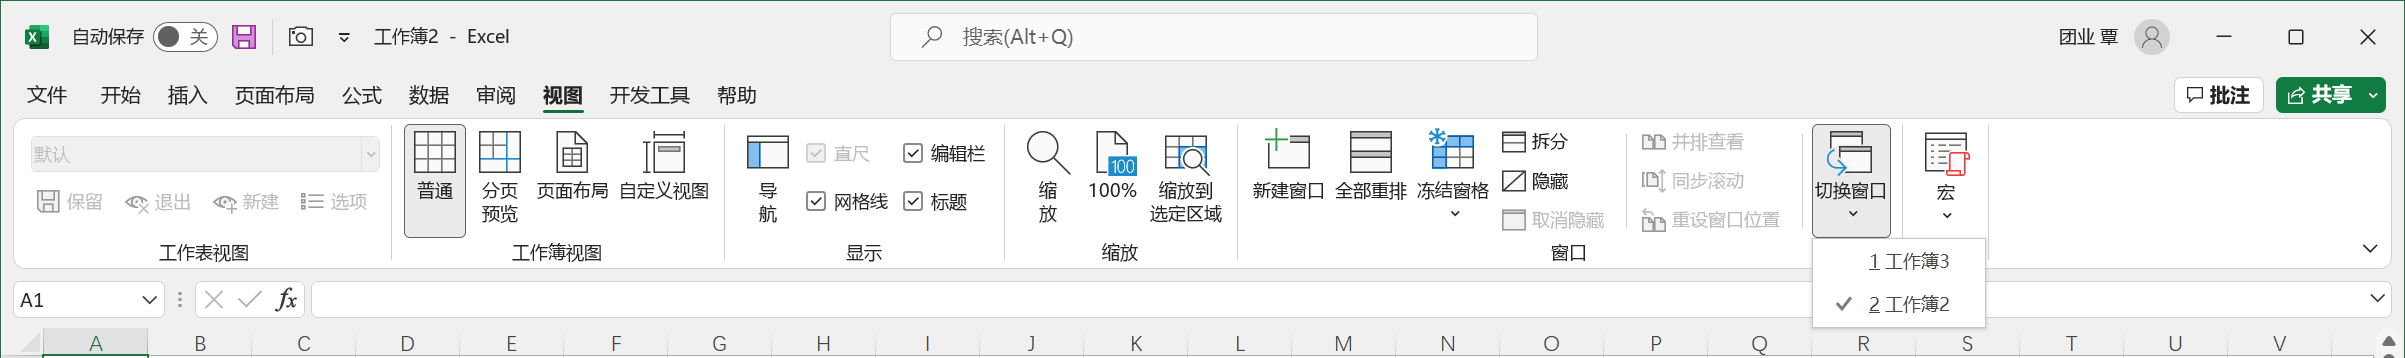 自动保存 关 工作簿2 - Excel 搜索(Alt+Q) 团业 覃
文件 开始 插入 页面布局 公式 数据 审阅 视图 开发工具 帮助 批注 共享
默认
保留 退出 新建 选项
工作表视图
普通 分页预览 页面布局 自定义视图
工作簿视图
导航 直尺 编辑栏
网格线 标题
显示
缩放 100% 缩放到选定区域
缩放
新建窗口 全部重排 冻结窗格 拆分 并排查看 切换窗口 宏
隐藏 同步滚动
取消隐藏 重设窗口位置
窗口
1 工作簿3
2 工作簿2
A1 fx
A B C D E F G H I J K L M N O P Q R S T U V